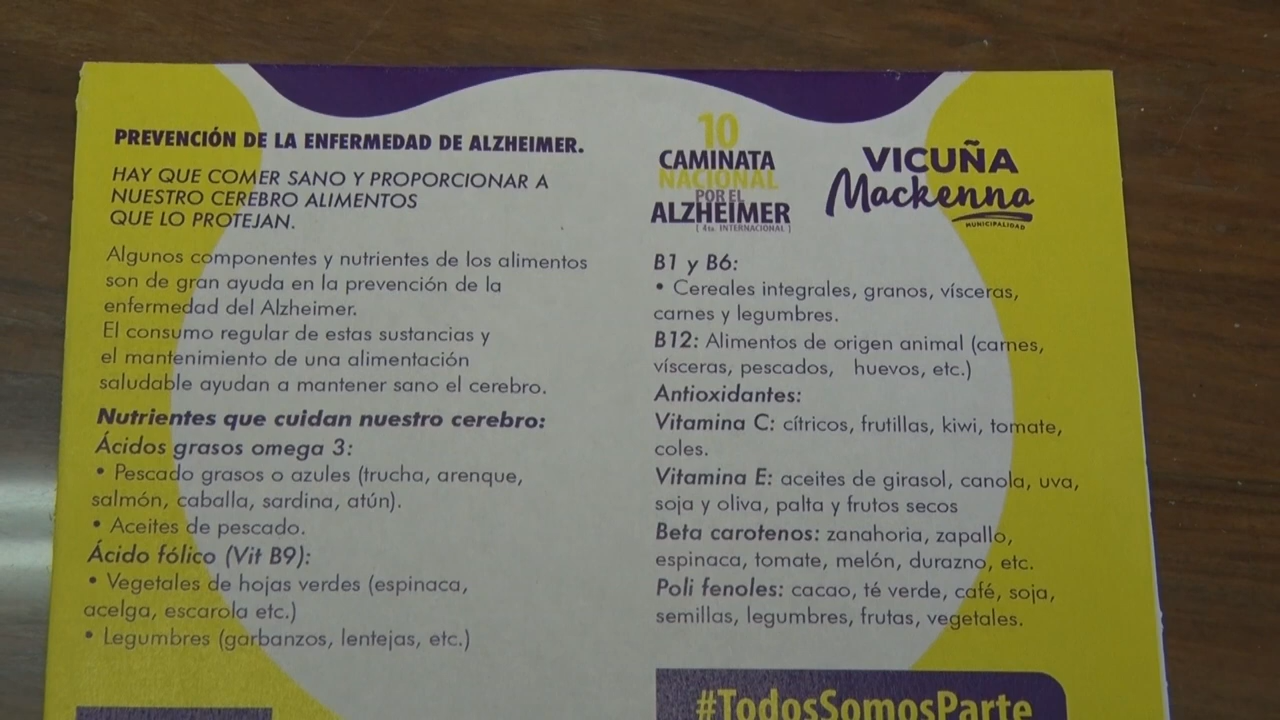 PREVENCIÓN DE LA ENFERMEDAD DE ALZHEIMER.
HAY QUE COMER SANO Y PROPORCIONAR A
NUESTRO CEREBRO ALIMENTOS
QUE LO PROTEJAN.
Algunos componentes y nutrientes de los alimentos
son de gran ayuda en la prevención de la
enfermedad del Alzheimer.
El consumo regular de estas sustancias y
el mantenimiento de una alimentación
saludable ayudan a mantener sano el cerebro.
Nutrientes que cuidan nuestro cerebro:
Ácidos grasos omega 3:
• Pescado grasos o azules (trucha, arenque,
salmón, caballa, sardina, atún).
• Aceites de pescado.
Ácido fólico (Vit B9):
• Vegetales de hojas verdes (espinaca,
acelga, escarola etc.)
• Legumbres (garbanzos, lentejas, etc.)
10
CAMINATA
NACIONAL
POR EL
ALZHEIMER
[ 4ta. INTERNACIONAL ]
VICUÑA
Mackenna
MUNICIPALIDAD
B1 y B6:
• Cereales integrales, granos, vísceras,
carnes y legumbres.
B12: Alimentos de origen animal (carnes,
vísceras, pescados, huevos, etc.)
Antioxidantes:
Vitamina C: cítricos, frutillas, kiwi, tomate,
coles.
Vitamina E: aceites de girasol, canola, uva,
soja y oliva, palta y frutos secos
Beta carotenos: zanahoria, zapallo,
espinaca, tomate, melón, durazno, etc.
Poli fenoles: cacao, té verde, café, soja,
semillas, legumbres, frutas, vegetales.
#TodosSomosParte